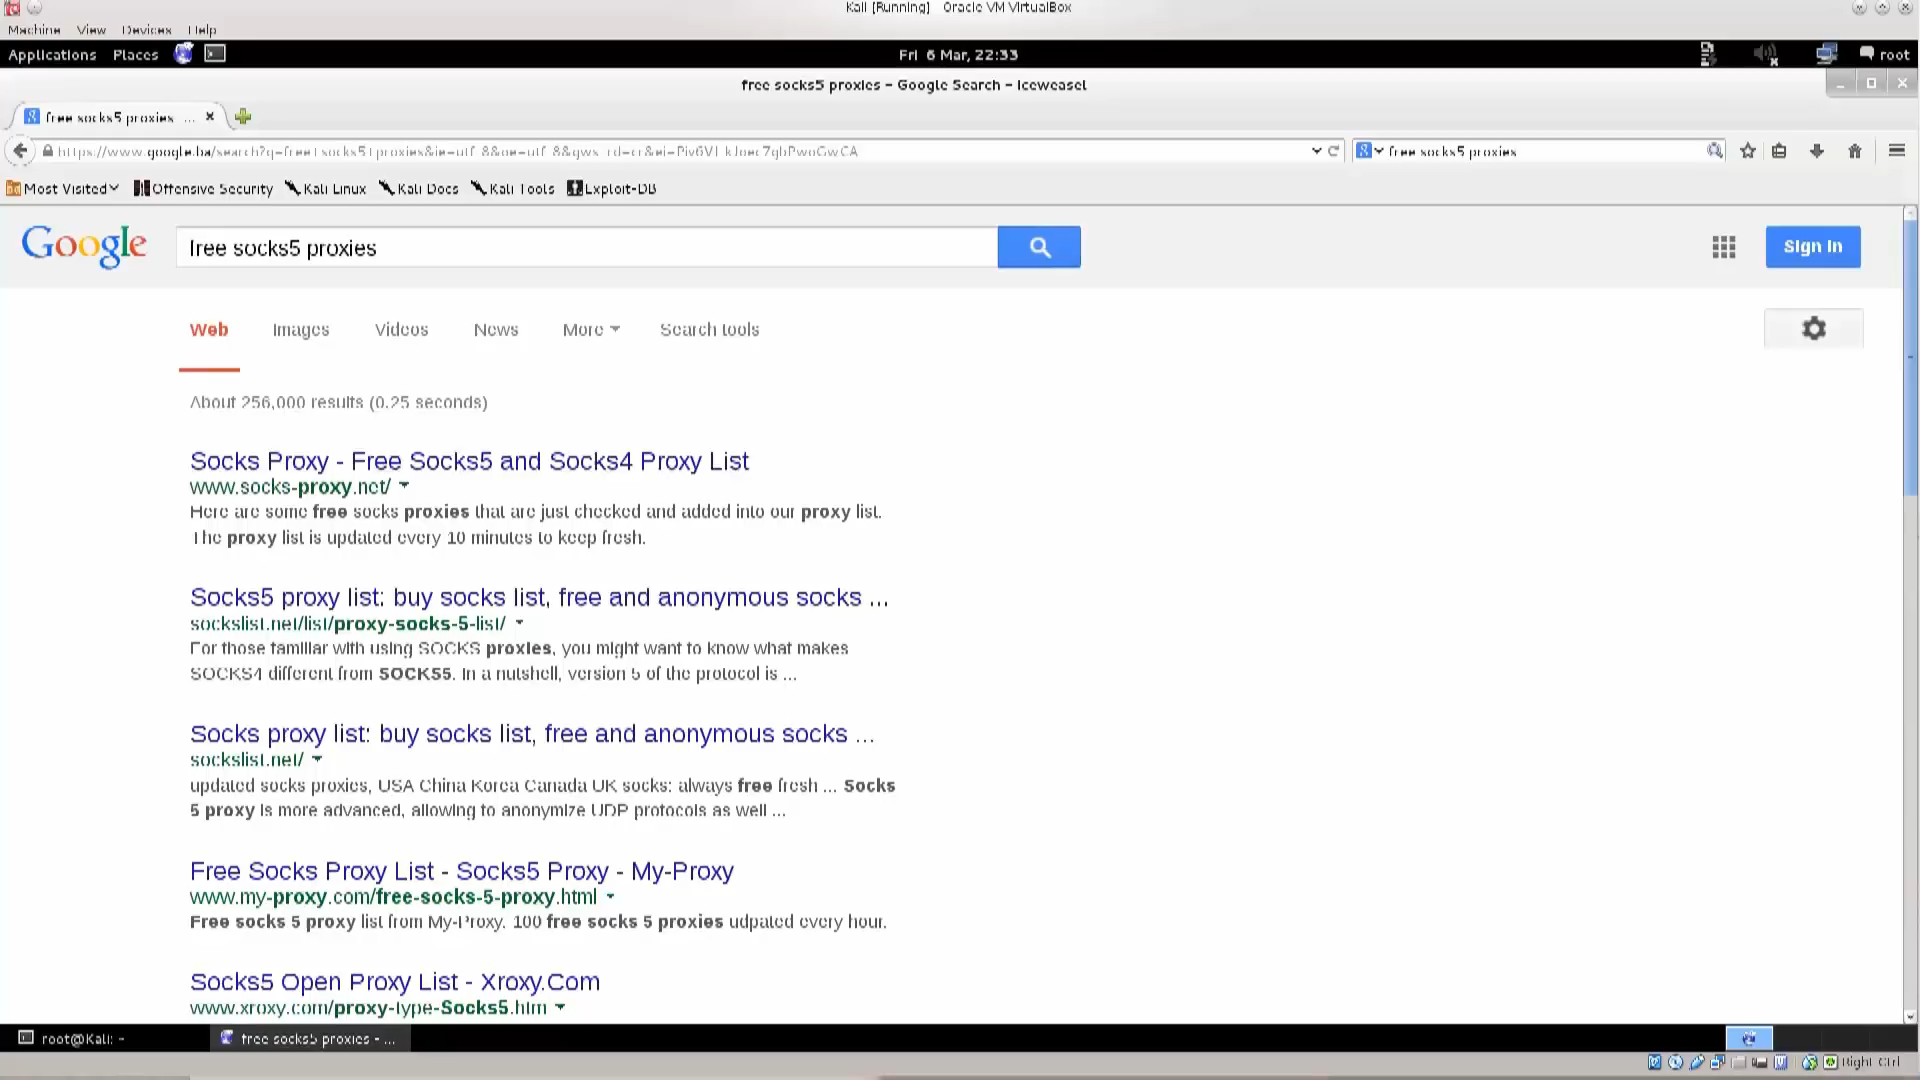 Kali [Running] - Oracle VM VirtualBox
Machine View Devices Help
Applications Places Fri 6 Mar, 22:33 root
free socks5 proxies - Google Search - Iceweasel
free socks5 proxies ...
free socks5 proxies
Most Visited Offensive Security Kali Linux Kali Docs Kali Tools Exploit-DB
Google free socks5 proxies Sign in
Web Images Videos News More Search tools
About 256,000 results (0.25 seconds)
Socks Proxy - Free Socks5 and Socks4 Proxy List
www.socks-proxy.net/
Here are some free socks proxies that are just checked and added into our proxy list.
The proxy list is updated every 10 minutes to keep fresh.
Socks5 proxy list: buy socks list, free and anonymous socks ...
sockslist.net/list/proxy-socks-5-list/
For those familiar with using SOCKS proxies, you might want to know what makes
SOCKS4 different from SOCKS5. In a nutshell, version 5 of the protocol is ...
Socks proxy list: buy socks list, free and anonymous socks ...
sockslist.net/
updated socks proxies, USA China Korea Canada UK socks: always free fresh ... Socks
5 proxy is more advanced, allowing to anonymize UDP protocols as well ...
Free Socks Proxy List - Socks5 Proxy - My-Proxy
www.my-proxy.com/free-socks-5-proxy.html
Free socks 5 proxy list from My-Proxy. 100 free socks 5 proxies udpated every hour.
Socks5 Open Proxy List - Xroxy.Com
www.xroxy.com/proxy-type-Socks5.htm
root@Kali: ~ free socks5 proxies - ...
Right Ctrl